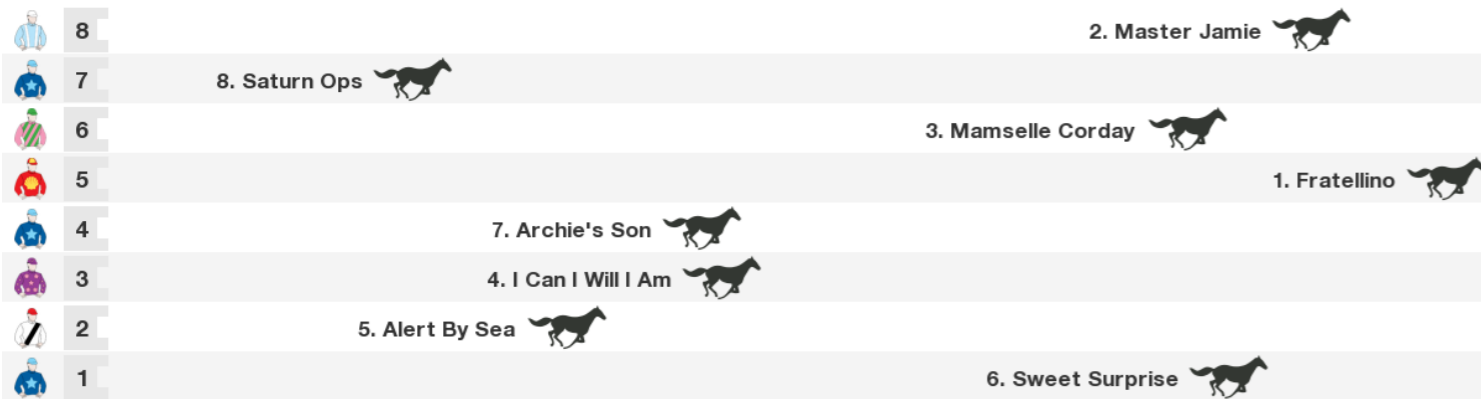 8 2. Master Jamie
7 8. Saturn Ops
6 3. Mamselle Corday
5 1. Fratellino
4 7. Archie's Son
3 4. I Can I Will I Am
2 5. Alert By Sea
1 6. Sweet Surprise